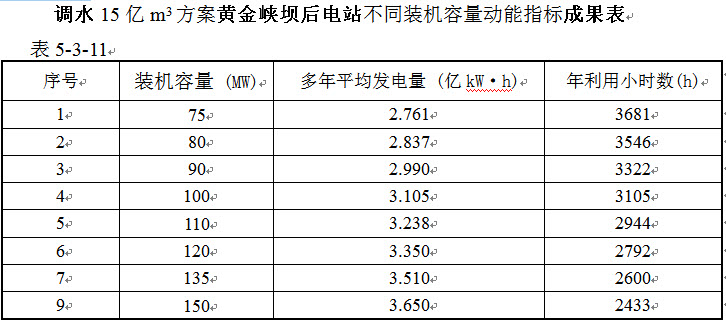 调水 15 亿 m³方案黄金峡坝后电站不同装机容量动能指标成果表
表 5-3-11
序号 装机容量 (MW) 多年平均发电量 (亿 kW·h) 年利用小时数(h)
1 75 2.761 3681
2 80 2.837 3546
3 90 2.990 3322
4 100 3.105 3105
5 110 3.238 2944
6 120 3.350 2792
7 135 3.510 2600
9 150 3.650 2433